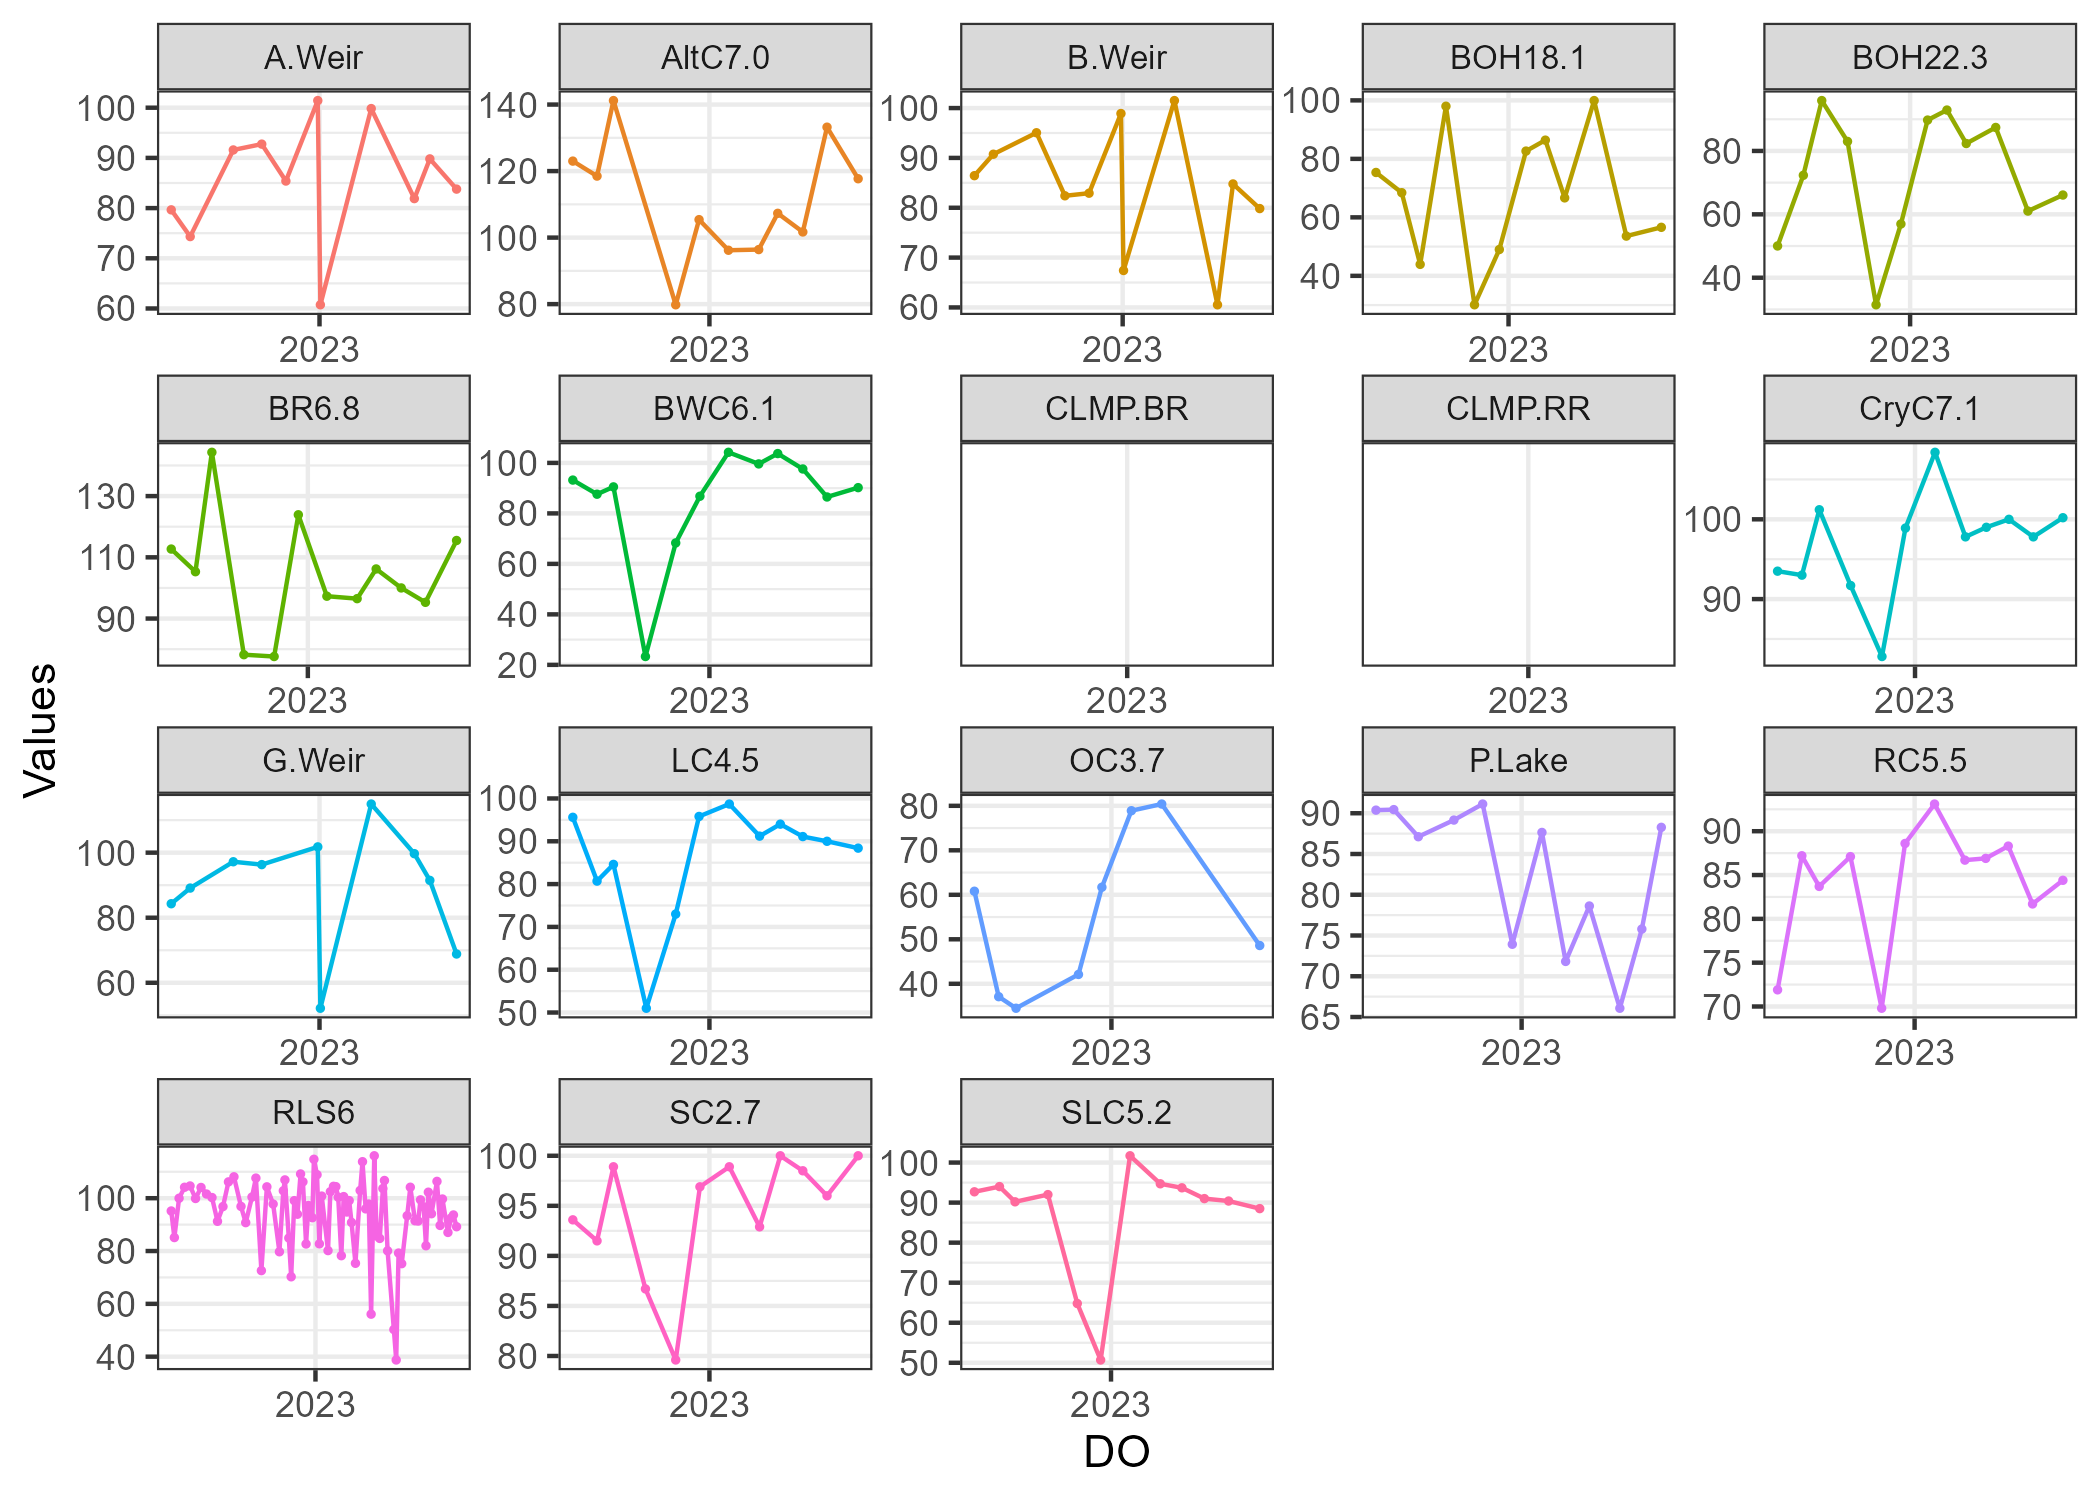 A.Weir AltC7.0 B.Weir BOH18.1 BOH22.3
100 90 80 70 60
140 120 100 80
100 90 80 70 60
100 80 60 40
80 60 40
2023 2023 2023 2023 2023
BR6.8 BWC6.1 CLMP.BR CLMP.RR CryC7.1
130 110 90
100 80 60 40 20
100 90
2023 2023 2023 2023 2023
Values
G.Weir LC4.5 OC3.7 P.Lake RC5.5
100 80 60
100 90 80 70 60 50
80 70 60 50 40
90 85 80 75 70 65
90 85 80 75 70
2023 2023 2023 2023 2023
RLS6 SC2.7 SLC5.2
100 80 60 40
100 95 90 85 80
100 90 80 70 60 50
2023 2023 2023
DO